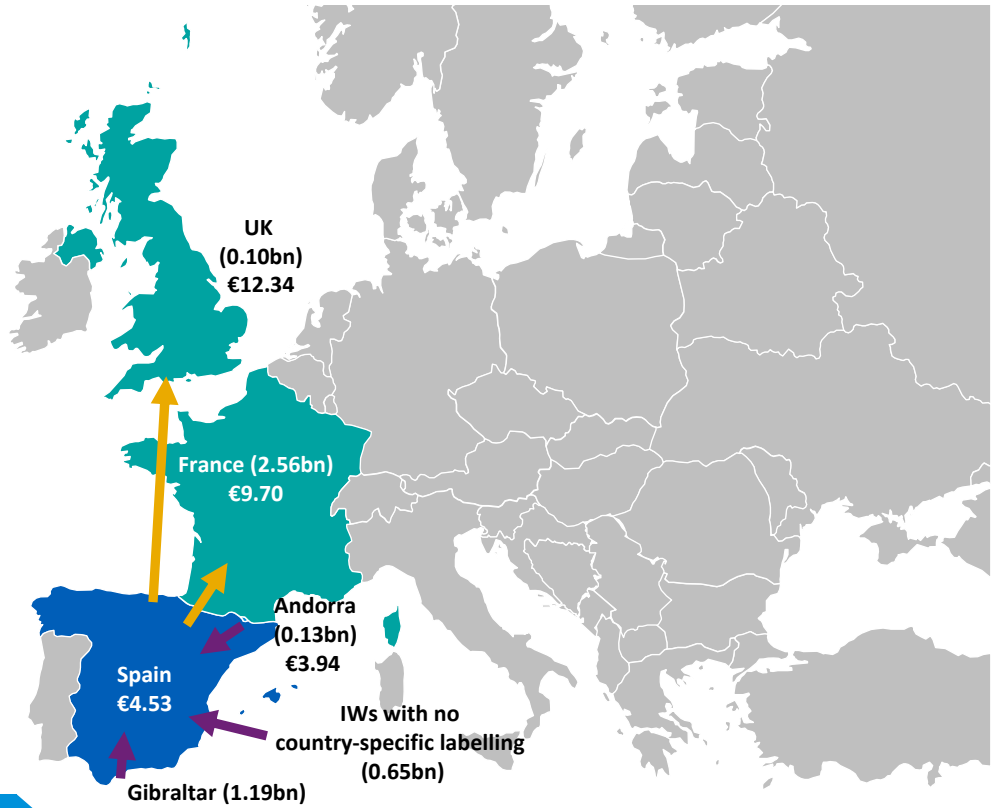 UK
(0.10bn)
€12.34
France (2.56bn)
€9.70
Andorra
(0.13bn)
€3.94
Spain
€4.53
IWs with no
country-specific labelling
(0.65bn)
Gibraltar (1.19bn)